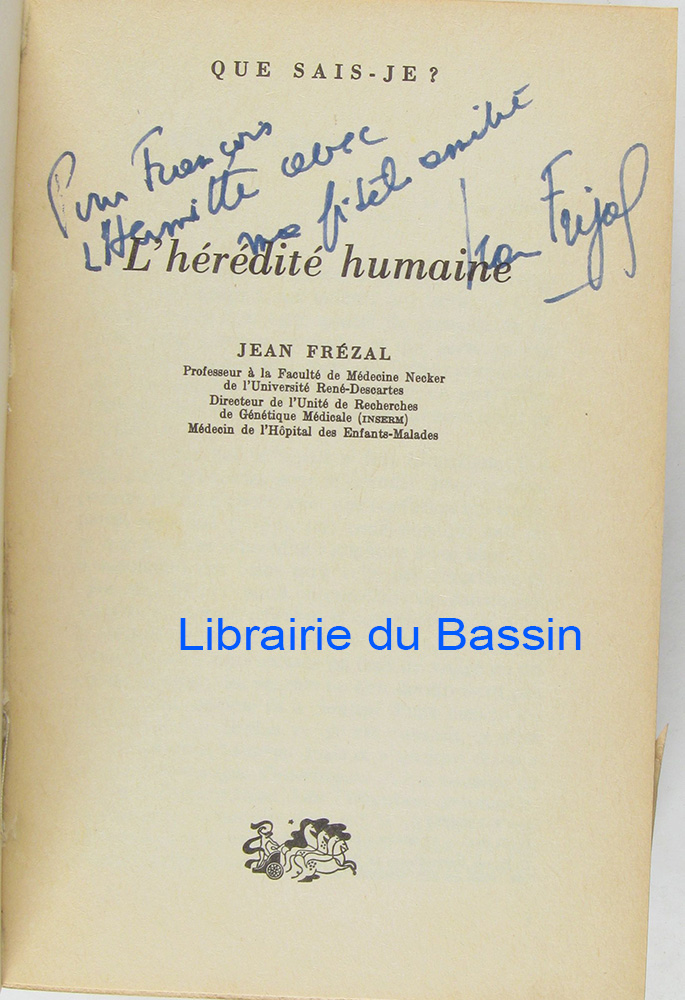 QUE SAIS-JE ?
Pour François
L'Hermitte avec
ma fidèle amitié
Jean Frézal
L'hérédité humaine
JEAN FRÉZAL
Professeur à la Faculté de Médecine Necker
de l'Université René-Descartes
Directeur de l'Unité de Recherches
de Génétique Médicale (INSERM)
Médecin de l'Hôpital des Enfants-Malades
Librairie du Bassin